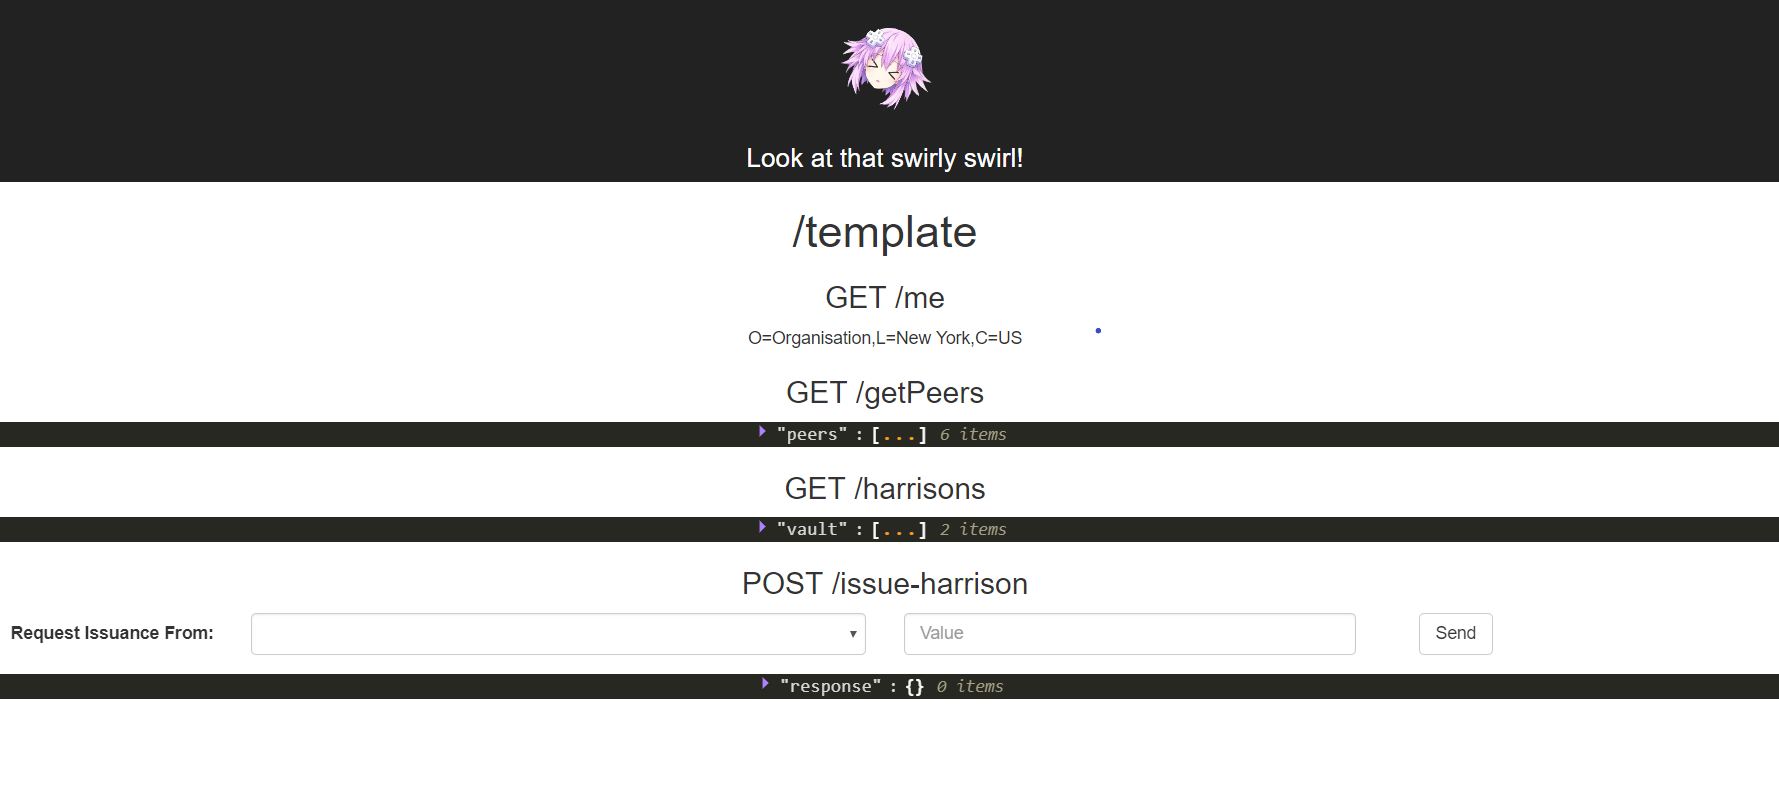 Look at that swirly swirl!
/template
GET /me
O=Organisation,L=New York,C=US
GET /getPeers
"peers" : [...] 6 items
GET /harrisons
"vault" : [...] 2 items
POST /issue-harrison
Request Issuance From: Value Send
"response" : {} 0 items